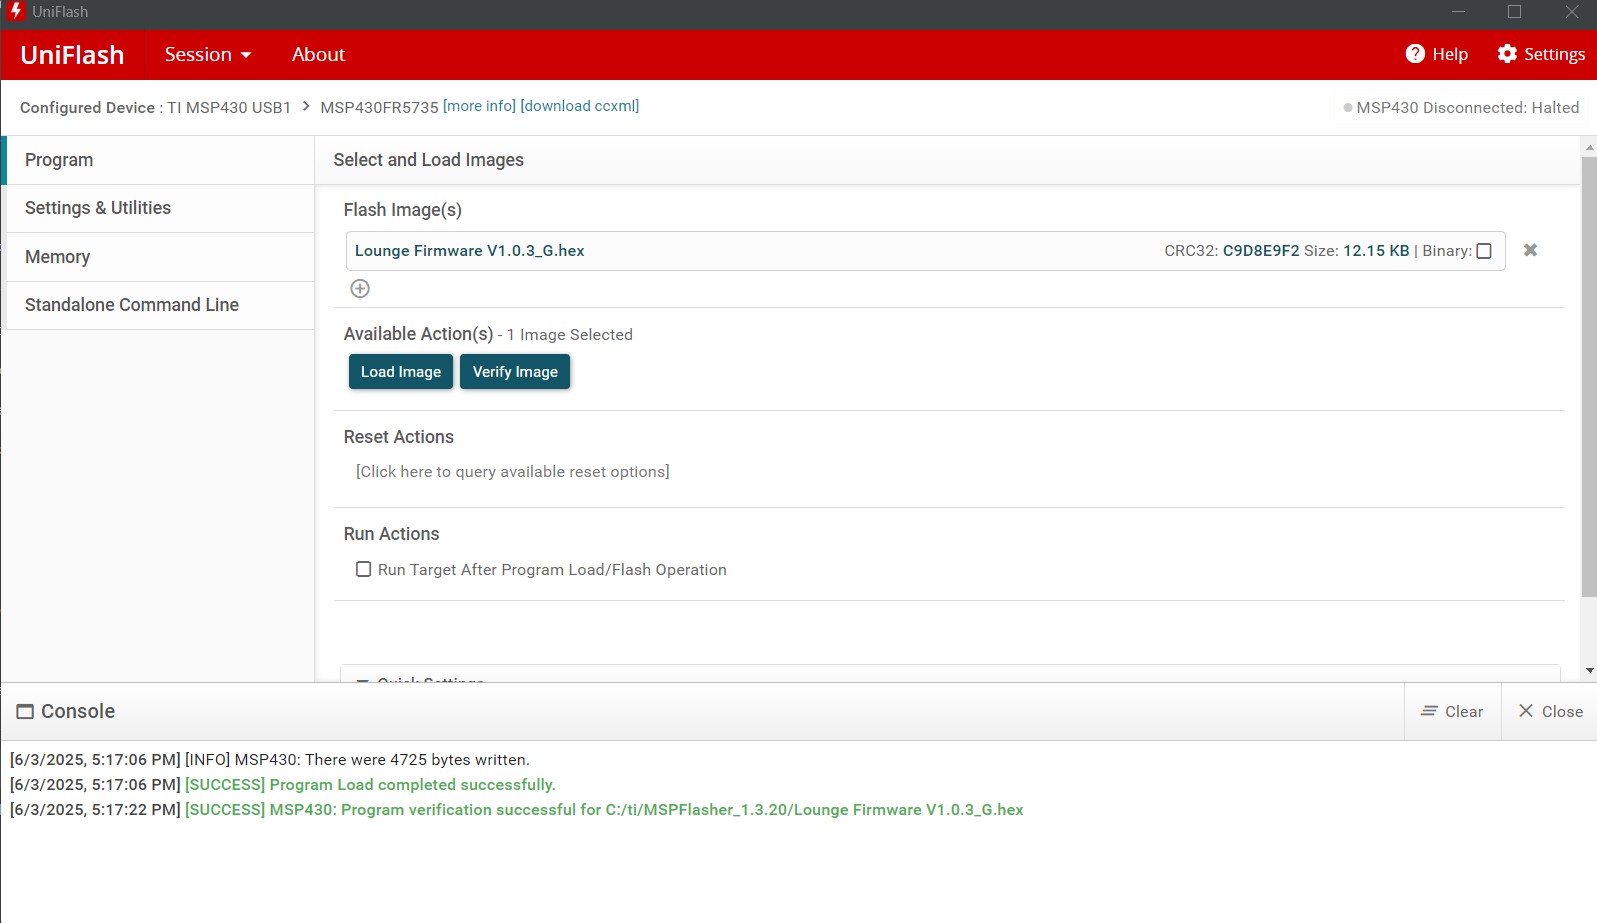 UniFlash
UniFlash Session About Help Settings
Configured Device : TI MSP430 USB1 > MSP430FR5735 [more info] [download ccxml] MSP430 Disconnected: Halted
Program
Settings & Utilities
Memory
Standalone Command Line
Select and Load Images
Flash Image(s)
Lounge Firmware V1.0.3_G.hex CRC32: C9D8E9F2 Size: 12.15 KB | Binary:
Available Action(s) - 1 Image Selected
Load Image Verify Image
Reset Actions
[Click here to query available reset options]
Run Actions
Run Target After Program Load/Flash Operation
Quick Settings
Console Clear Close
[6/3/2025, 5:17:06 PM] [INFO] MSP430: There were 4725 bytes written.
[6/3/2025, 5:17:06 PM] [SUCCESS] Program Load completed successfully.
[6/3/2025, 5:17:22 PM] [SUCCESS] MSP430: Program verification successful for C:/ti/MSPFlasher_1.3.20/Lounge Firmware V1.0.3_G.hex